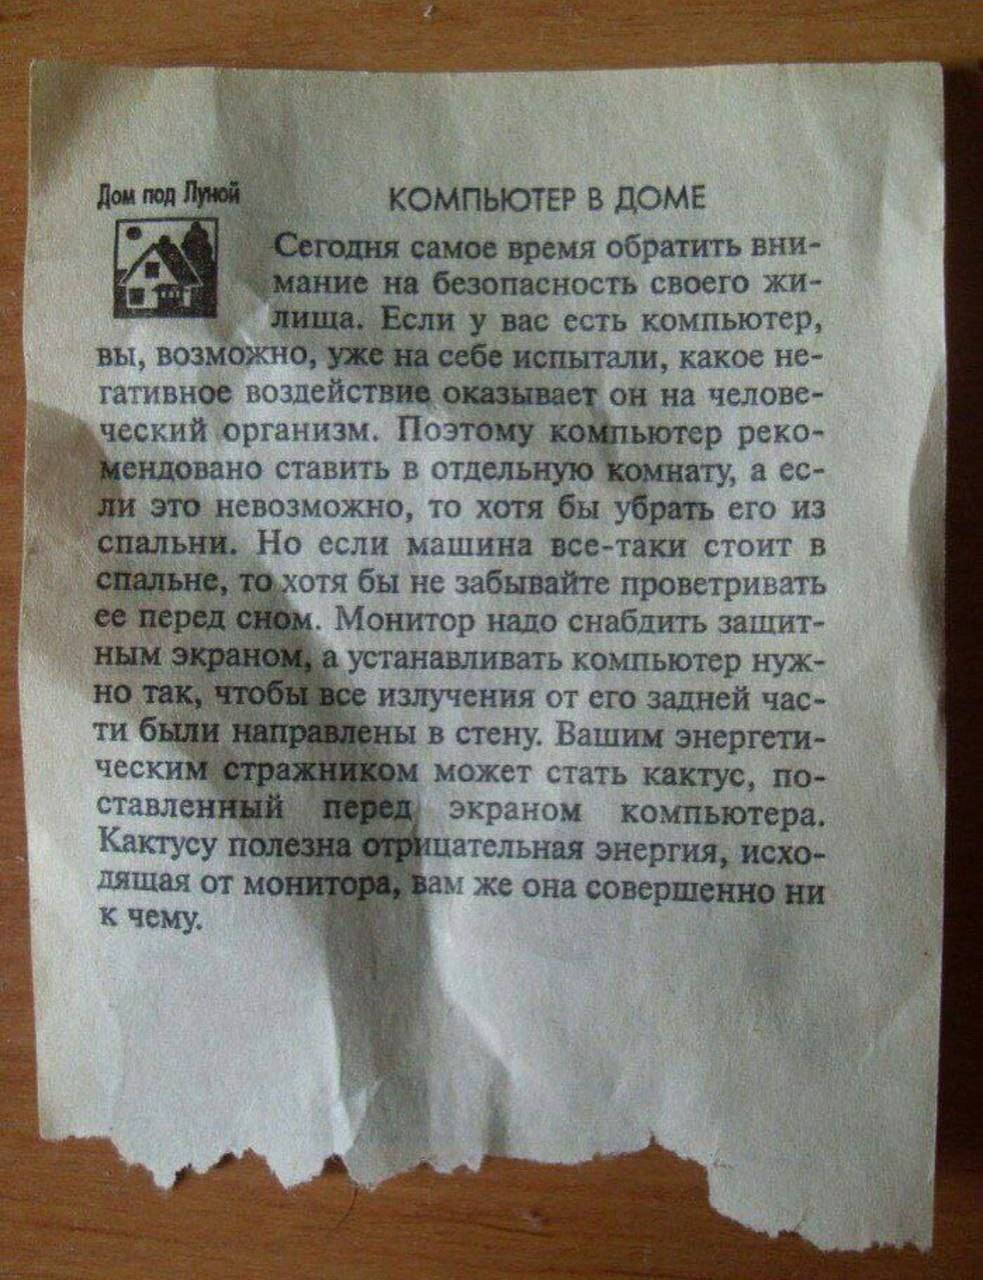 Дом под Луной
КОМПЬЮТЕР В ДОМЕ
Сегодня самое время обратить вни-
мание на безопасность своего жи-
лища. Если у вас есть компьютер,
вы, возможно, уже на себе испытали, какое не-
гативное воздействие оказывает он на челове-
ческий организм. Поэтому компьютер реко-
мендовано ставить в отдельную комнату, а ес-
ли это невозможно, то хотя бы убрать его из
спальни. Но если машина все-таки стоит в
спальне, то хотя бы не забывайте проветривать
ее перед сном. Монитор надо снабдить защит-
ным экраном, а устанавливать компьютер нуж-
но так, чтобы все излучения от его задней час-
ти были направлены в стену. Вашим энергети-
ческим стражником может стать кактус, по-
ставленный перед экраном компьютера.
Кактусу полезна отрицательная энергия, исхо-
дящая от монитора, вам же она совершенно ни
к чему.